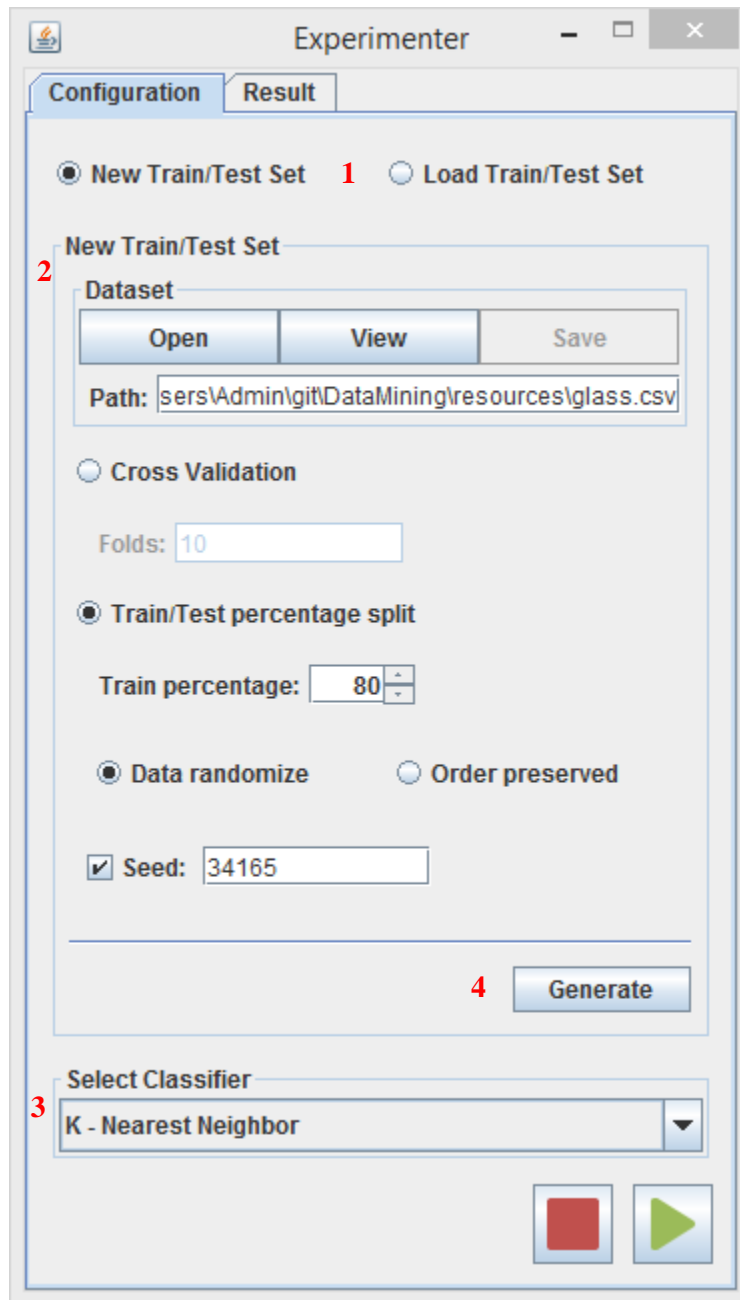 Experimenter
Configuration Result
New Train/Test Set 1 Load Train/Test Set
New Train/Test Set
2
Dataset
Open View Save
Path: sers\Admin\git\DataMining\resources\glass.csv
Cross Validation
Folds: 10
Train/Test percentage split
Train percentage: 80
Data randomize Order preserved
Seed: 34165
4 Generate
Select Classifier
3
K - Nearest Neighbor